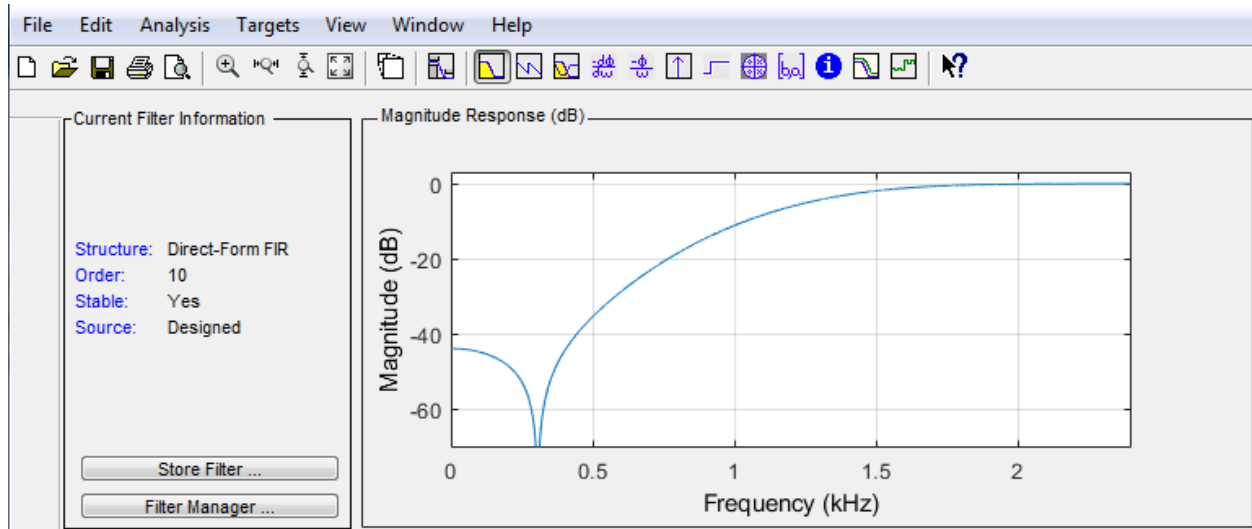 File Edit Analysis Targets View Window Help
Current Filter Information
Structure: Direct-Form FIR
Order: 10
Stable: Yes
Source: Designed
Store Filter ...
Filter Manager ...
Magnitude Response (dB)
Magnitude (dB)
0
-20
-40
-60
0 0.5 1 1.5 2
Frequency (kHz)